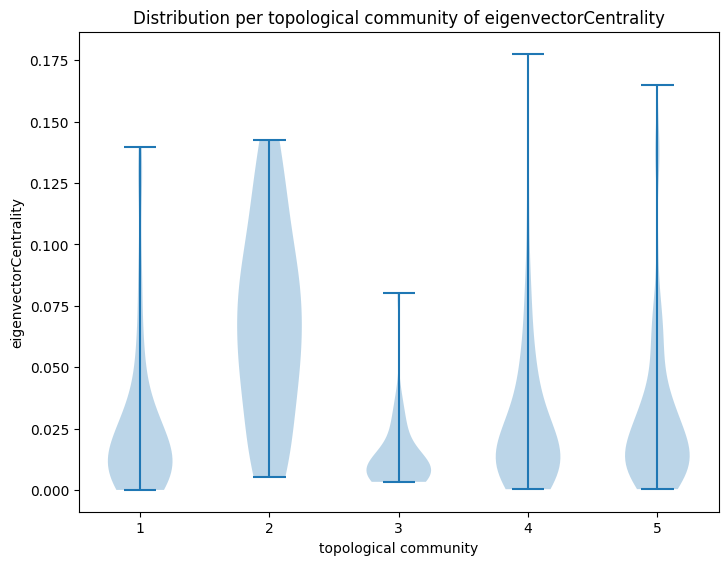 Distribution per topological community of eigenvectorCentrality
eigenvectorCentrality
0.175
0.150
0.125
0.100
0.075
0.050
0.025
0.000
1 2 3 4 5
topological community